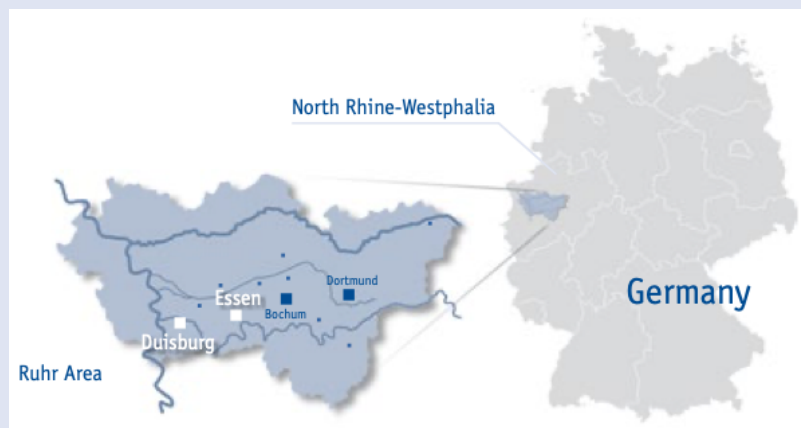 North Rhine-Westphalia
Germany
Dortmund
Essen
Bochum
Duisburg
Ruhr Area